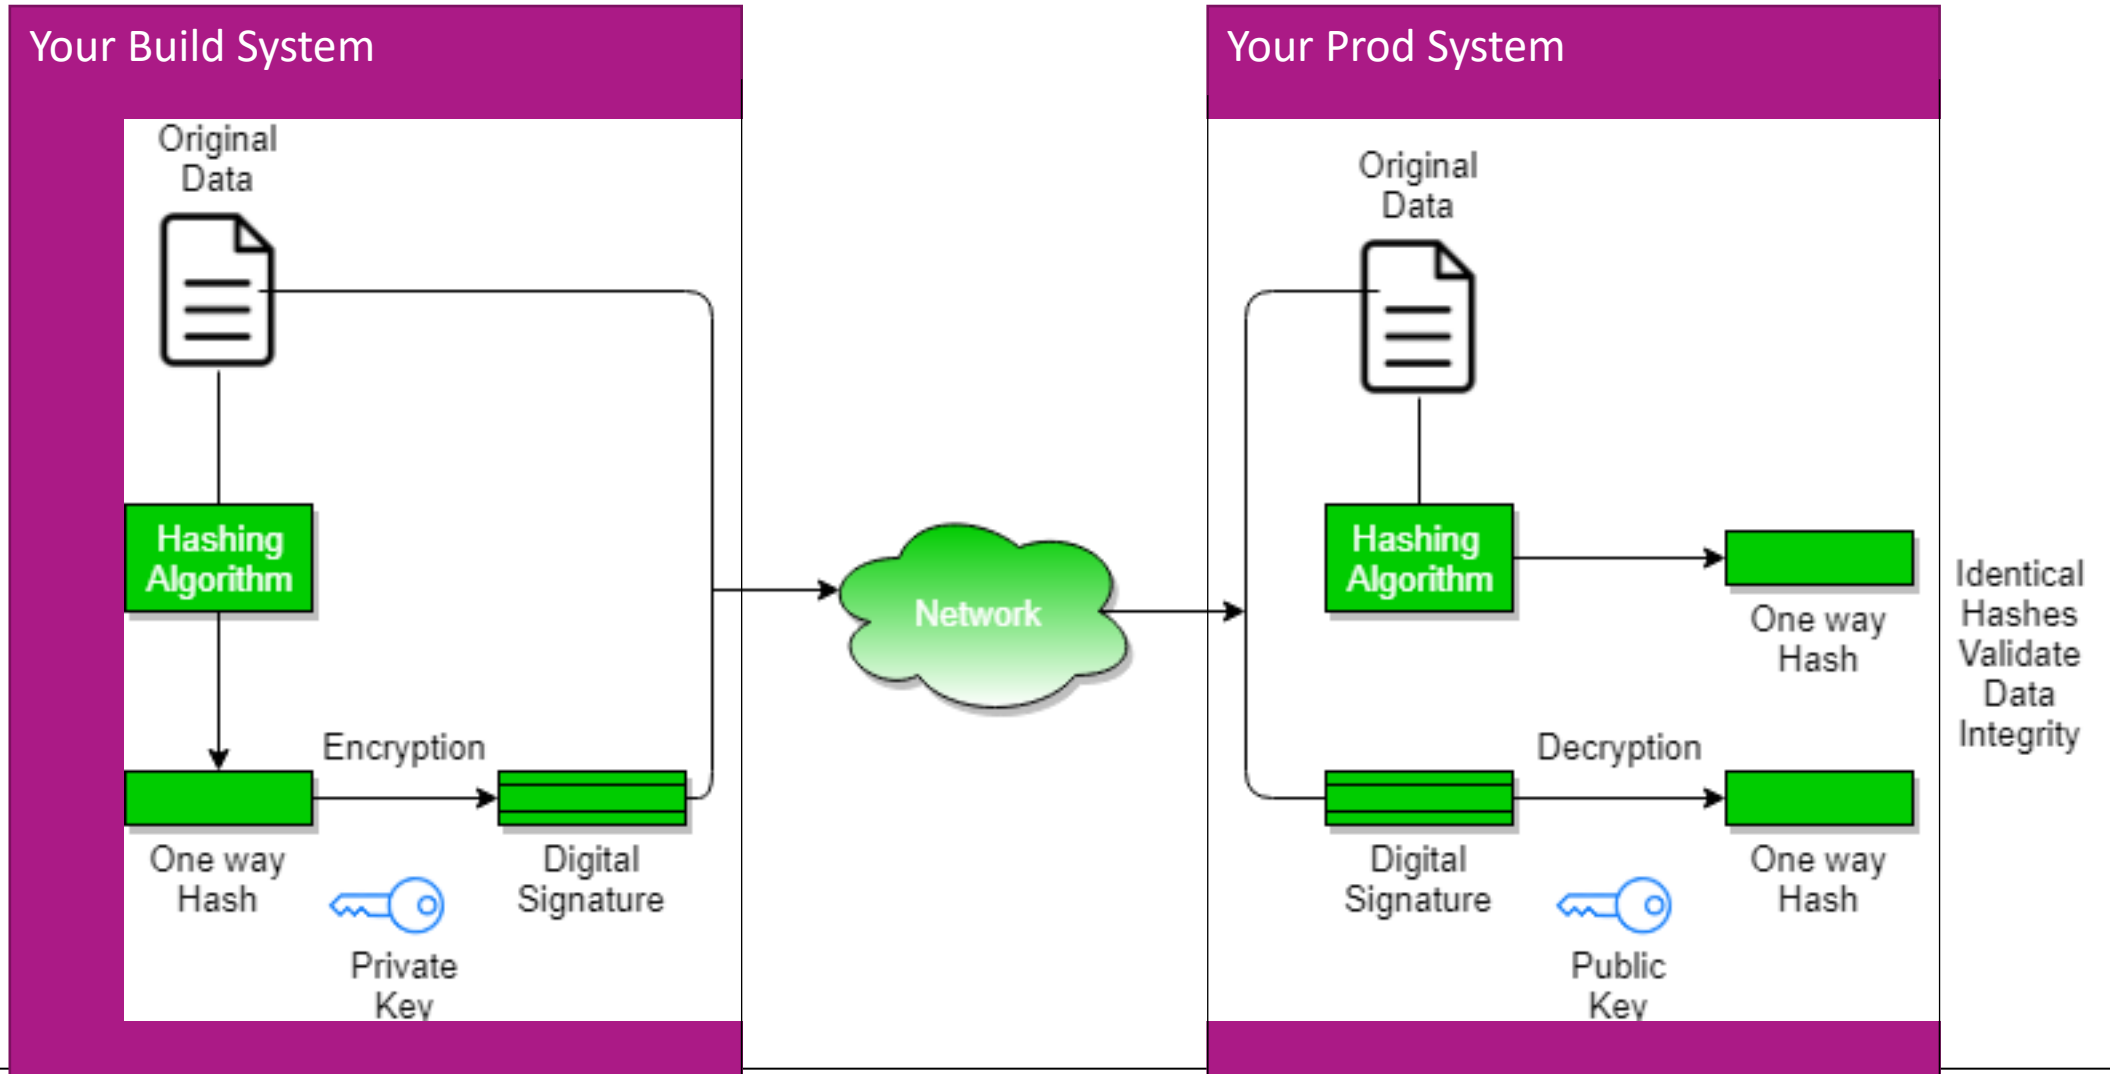 Your Build System
Original
Data
Hashing
Algorithm
Encryption
One way
Hash
Digital
Signature
Private
Key
Network
Your Prod System
Original
Data
Hashing
Algorithm
One way
Hash
Decryption
Digital
Signature
One way
Hash
Public
Key
Identical
Hashes
Validate
Data
Integrity